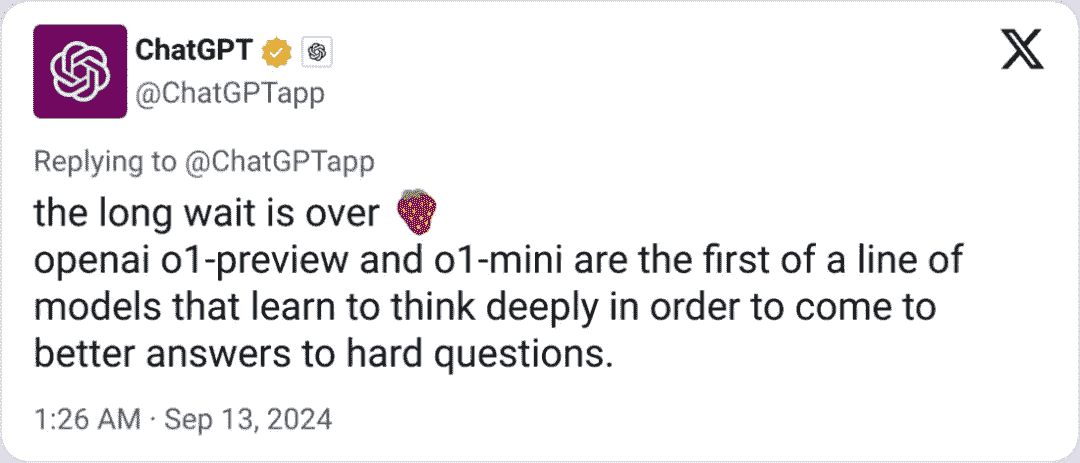 ChatGPT
@ChatGPTapp
Replying to @ChatGPTapp
the long wait is over
openai o1-preview and o1-mini are the first of a line of
models that learn to think deeply in order to come to
better answers to hard questions.
1:26 AM · Sep 13, 2024